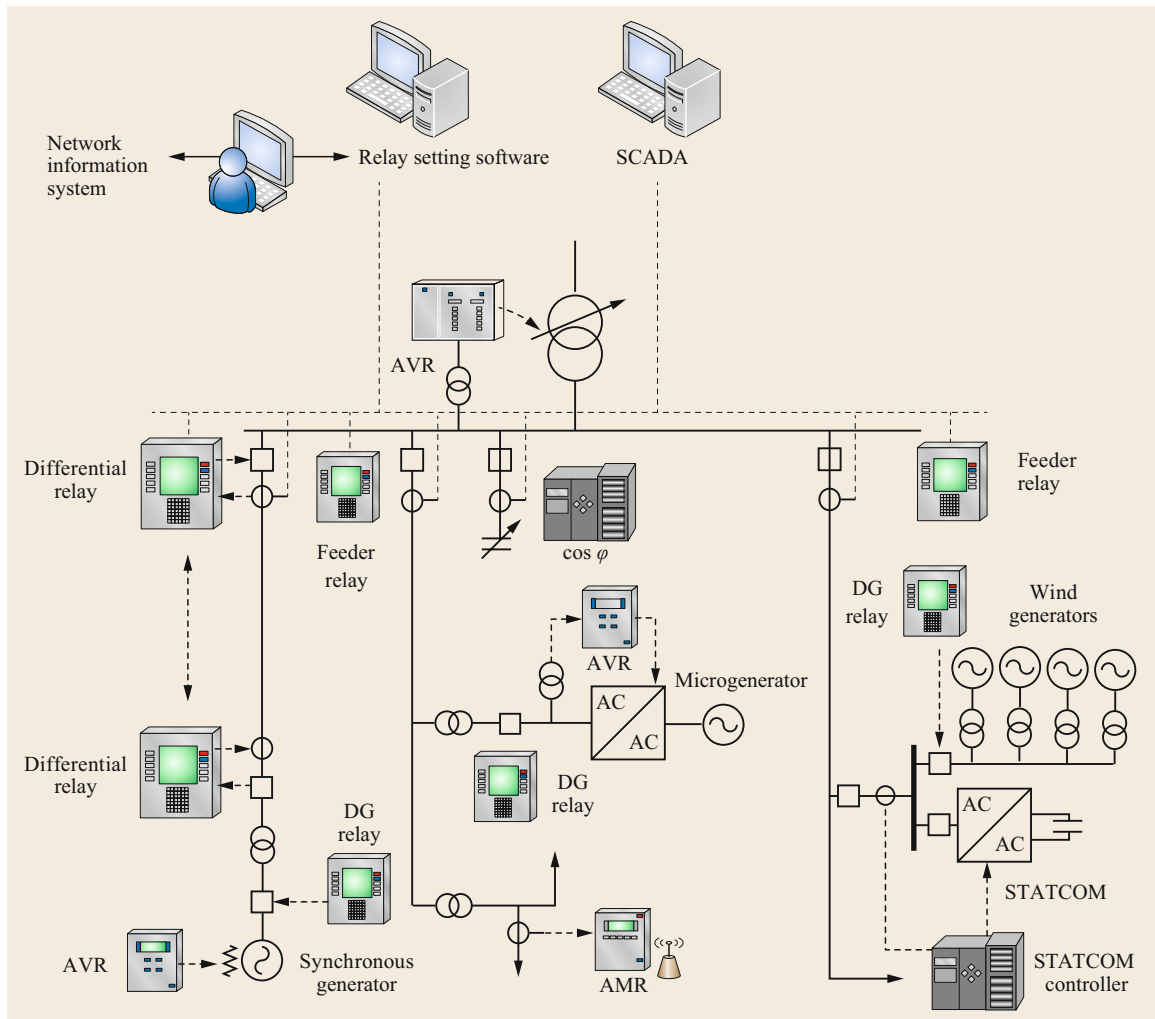 Network
information
system
Relay setting software
SCADA
AVR
Differential
relay
Feeder
relay
cos φ
Feeder
relay
DG
relay
Wind
generators
AVR
Microgenerator
AC
AC
Differential
relay
DG
relay
DG
relay
AC
AC
STATCOM
AVR
Synchronous
generator
AMR
STATCOM
controller